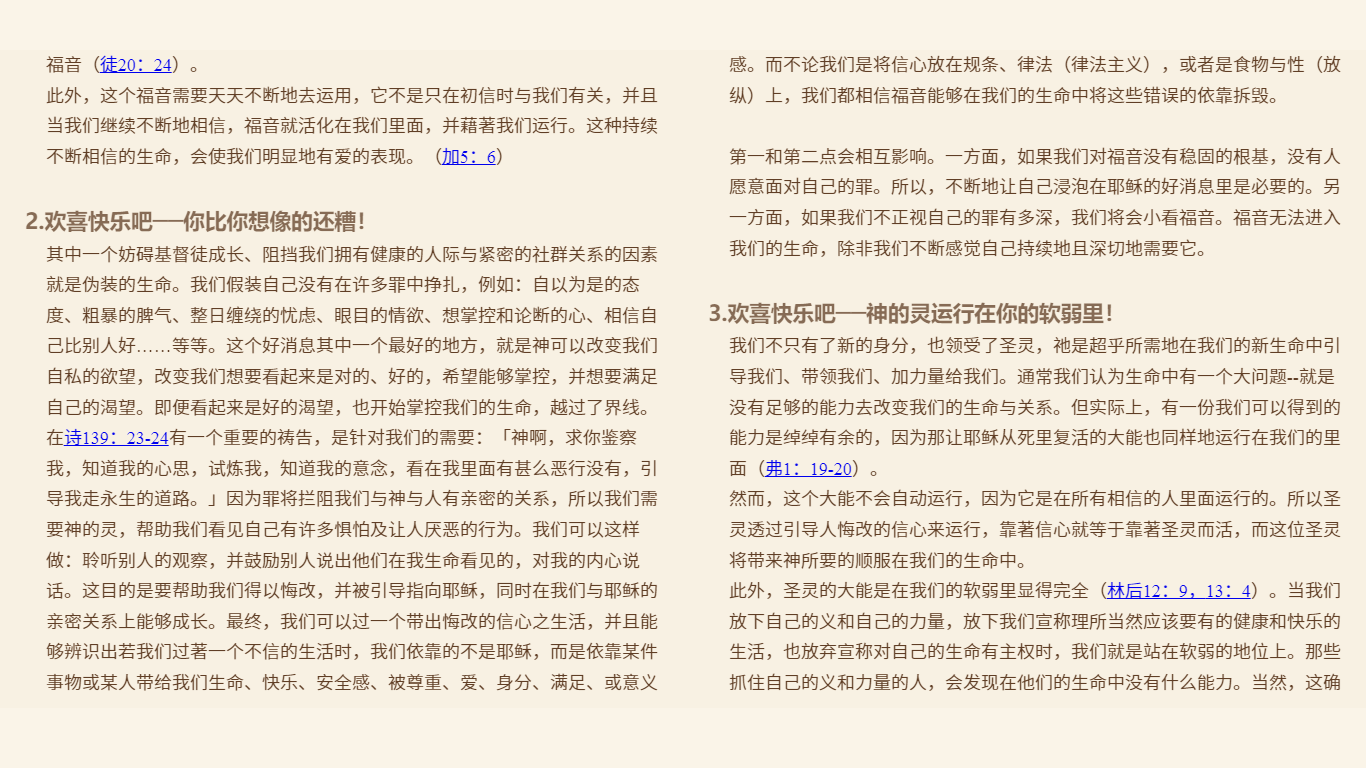 福音（徒20：24）。
此外，这个福音需要天天不断地去运用，它不是只在初信时与我们有关，并且
当我们继续不断地相信，福音就活化在我们里面，并藉著我们运行。这种持续
不断相信的生命，会使我们明显地有爱的表现。（加5：6）
2.欢喜快乐吧──你比你想像的还糟！
其中一个妨碍基督徒成长、阻挡我们拥有健康的人际与紧密的社群关系的因素
就是伪装的生命。我们假装自己没有在许多罪中挣扎，例如：自以为是的态
度、粗暴的脾气、整日缠绕的忧虑、眼目的情欲、想掌控和论断的心、相信自
己比别人好……等等。这个好消息其中一个最好的地方，就是神可以改变我们
自私的欲望，改变我们想要看起来是对的、好的，希望能够掌控，并想要满足
自己的渴望。即便看起来是好的渴望，也开始掌控我们的生命，越过了界线。
在诗139：23-24有一个重要的祷告，是针对我们的需要：「神啊，求你鉴察
我，知道我的心思，试炼我，知道我的意念，看在我里面有甚么恶行没有，引
导我走永生的道路。」因为罪将拦阻我们与神与人有亲密的关系，所以我们需
要神的灵，帮助我们看见自己有许多惧怕及让人厌恶的行为。我们可以这样
做：聆听别人的观察，并鼓励别人说出他们在我生命看见的，对我的内心说
话。这目的是要帮助我们得以悔改，并被引导指向耶稣，同时在我们与耶稣的
亲密关系上能够成长。最终，我们可以过一个带出悔改的信心之生活，并且能
够辨识出若我们过著一个不信的生活时，我们依靠的不是耶稣，而是依靠某件
事物或某人带给我们生命、快乐、安全感、被尊重、爱、身分、满足、或意义
感。而不论我们是将信心放在规条、律法（律法主义），或者是食物与性（放
纵）上，我们都相信福音能够在我们的生命中将这些错误的依靠拆毁。
第一和第二点会相互影响。一方面，如果我们对福音没有稳固的根基，没有人
愿意面对自己的罪。所以，不断地让自己浸泡在耶稣的好消息里是必要的。另
一方面，如果我们不正视自己的罪有多深，我们将会小看福音。福音无法进入
我们的生命，除非我们不断感觉自己持续地且深切地需要它。
3.欢喜快乐吧──神的灵运行在你的软弱里！
我们不只有了新的身分，也领受了圣灵，祂是超乎所需地在我们的新生命中引
导我们、带领我们、加力量给我们。通常我们认为生命中有一个大问题--就是
没有足够的能力去改变我们的生命与关系。但实际上，有一份我们可以得到的
能力是绰绰有余的，因为那让耶稣从死里复活的大能也同样地运行在我们的里
面（弗1：19-20）。
然而，这个大能不会自动运行，因为它是在所有相信的人里面运行的。所以圣
灵透过引导人悔改的信心来运行，靠著信心就等于靠著圣灵而活，而这位圣灵
将带来神所要的顺服在我们的生命中。
此外，圣灵的大能是在我们的软弱里显得完全（林后12：9，13：4）。当我们
放下自己的义和自己的力量，放下我们宣称理所当然应该要有的健康和快乐的
生活，也放弃宣称对自己的生命有主权时，我们就是站在软弱的地位上。那些
抓住自己的义和力量的人，会发现在他们的生命中没有什么能力。当然，这确